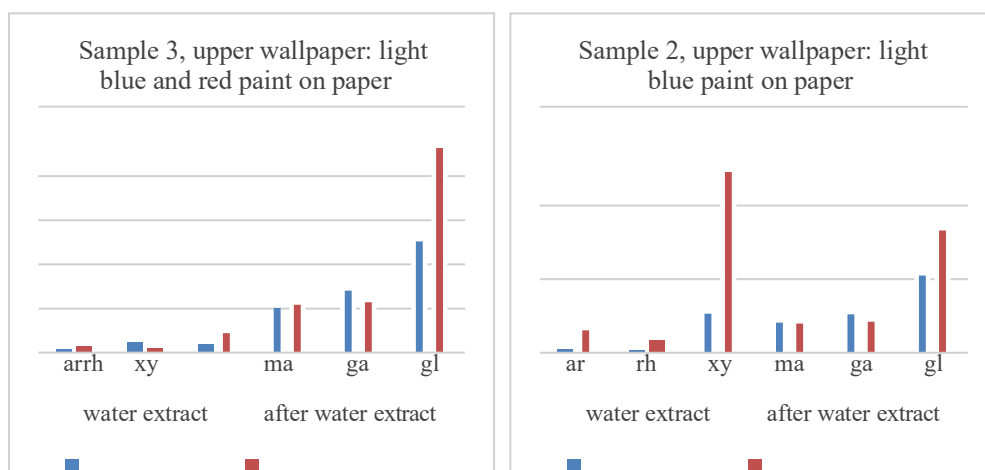 Sample 3, upper wallpaper: light
blue and red paint on paper
arrh xy ma ga gl
water extract after water extract
Sample 2, upper wallpaper: light
blue paint on paper
ar rh xy ma ga gl
water extract after water extract